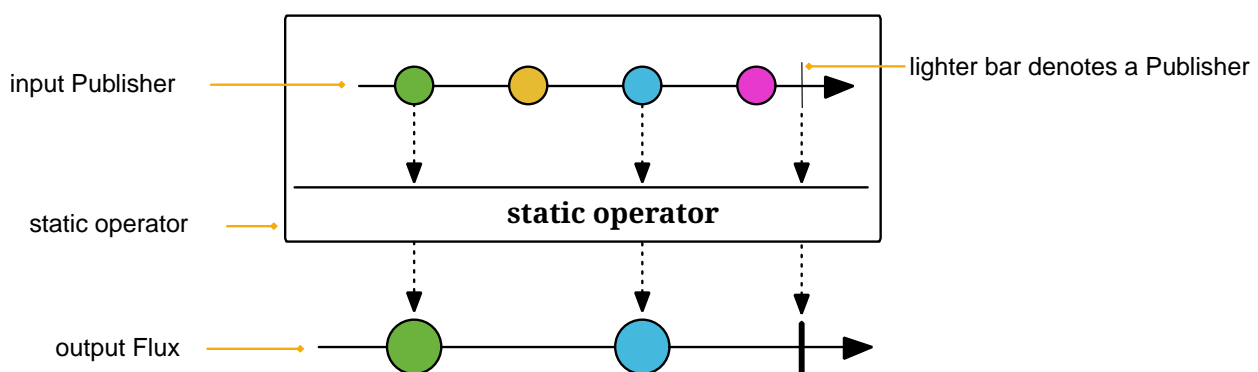 input Publisher
lighter bar denotes a Publisher
static operator
static operator
output Flux